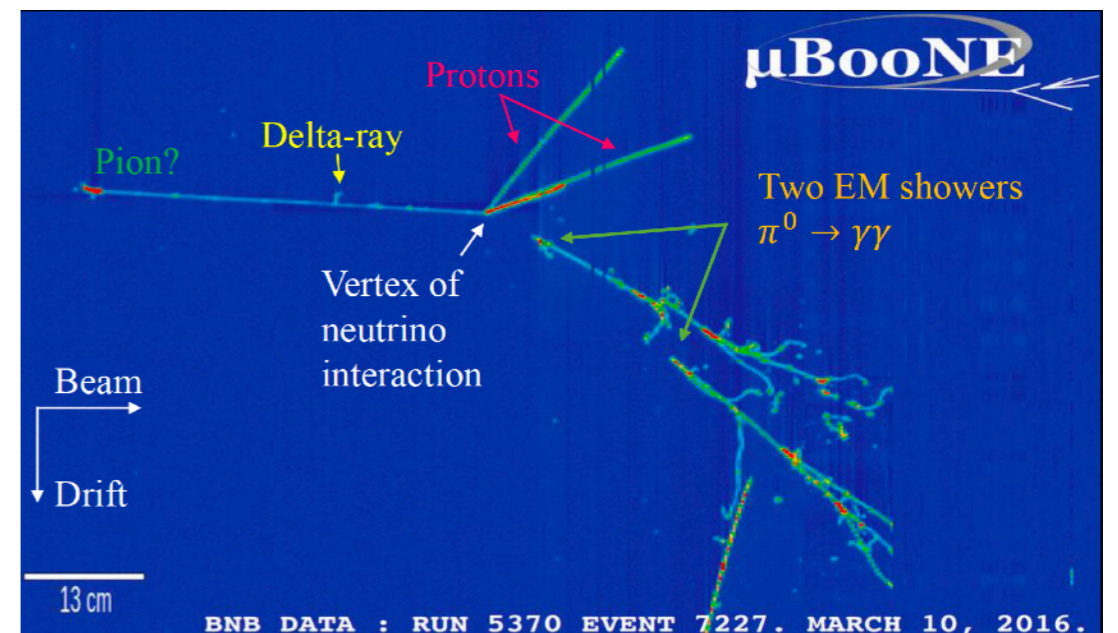 µBooNE
Protons
Delta-ray
Pion?
Two EM showers
π⁰ → γγ
Vertex of
neutrino
interaction
Beam
Drift
13 cm
BNB DATA : RUN 5370 EVENT 7227. MARCH 10, 2016.